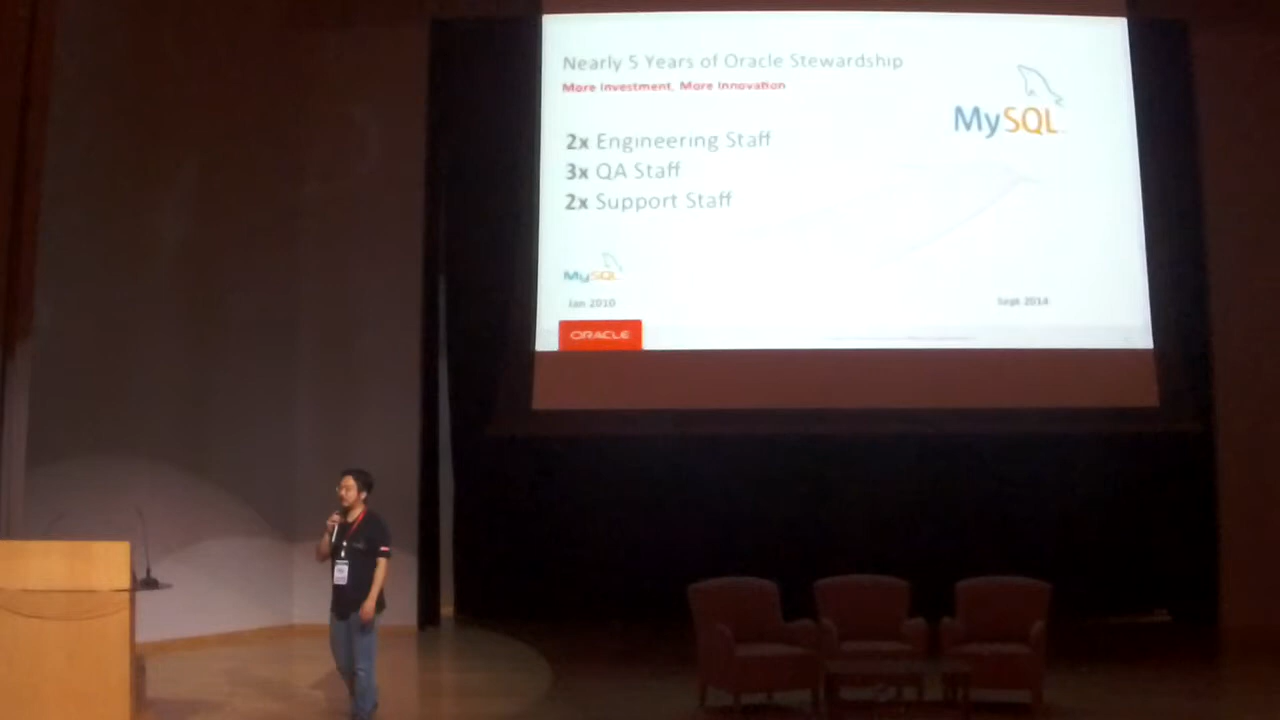 Nearly 5 Years of Oracle Stewardship
More Investment, More Innovation
MySQL
2x Engineering Staff
3x QA Staff
2x Support Staff
MySQL
Jan 2010
Sept 2014
ORACLE